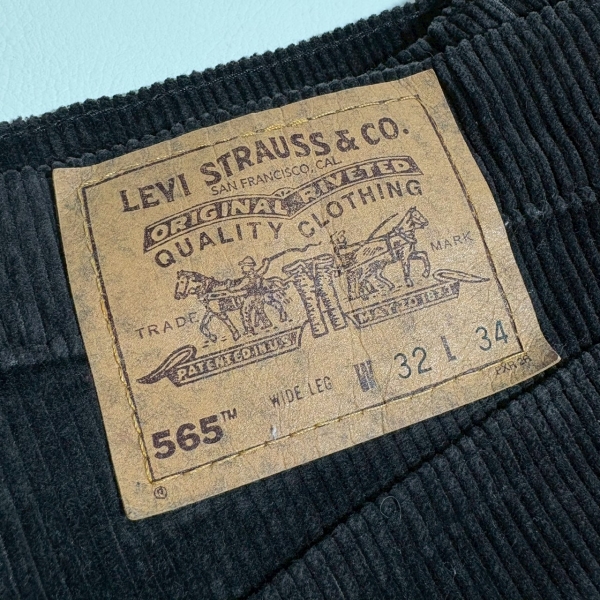 LEVI STRAUSS & CO.
SAN FRANCISCO, CAL
ORIGINAL RIVETED
QUALITY CLOTHING
TRADE MARK
PATENTED IN U.S. MAY 20 1873
565™ WIDE LEG W 32 L 34
®